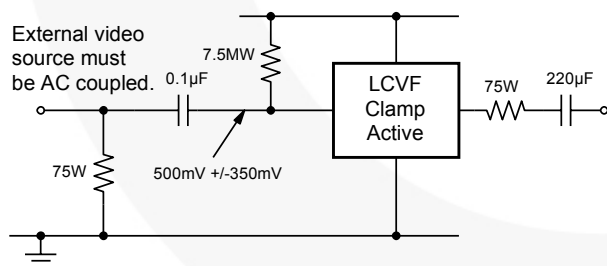 External video
source must
be AC coupled.
0.1µF
7.5MW
LCVF
Clamp
Active
75W
220µF
75W
500mV +/-350mV